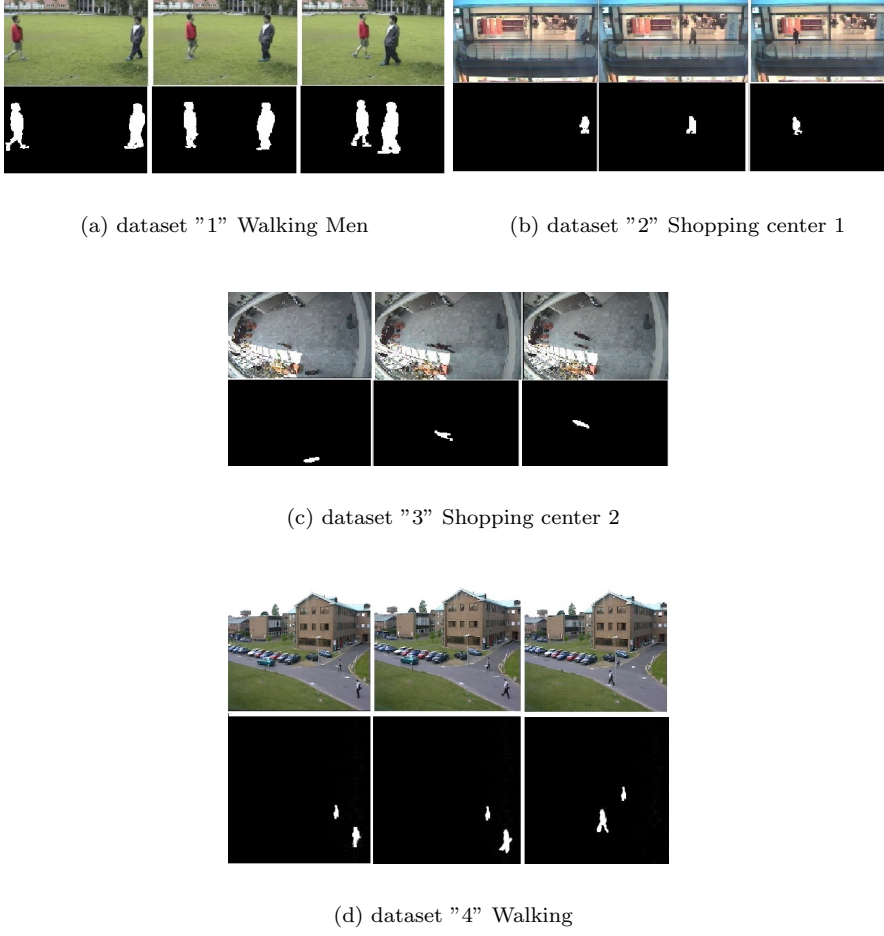 (a) dataset ”1” Walking Men
(b) dataset ”2” Shopping center 1
(c) dataset ”3” Shopping center 2
(d) dataset ”4” Walking